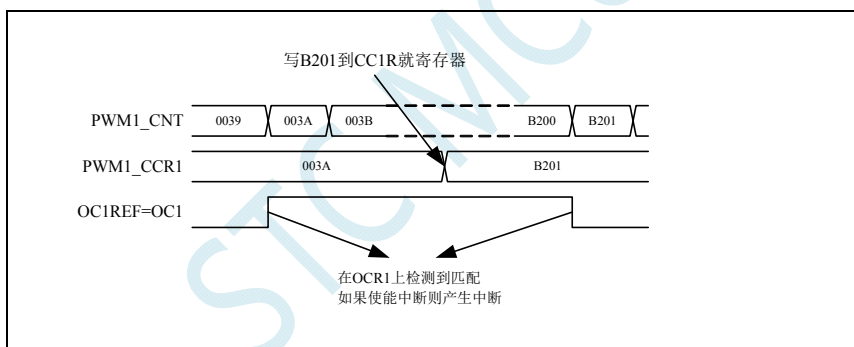 写B201到CC1R就寄存器
PWM1_CNT 0039 003A 003B B200 B201
PWM1_CCR1 003A B201
OC1REF=OC1
在OCR1上检测到匹配
如果使能中断则产生中断
STC MC